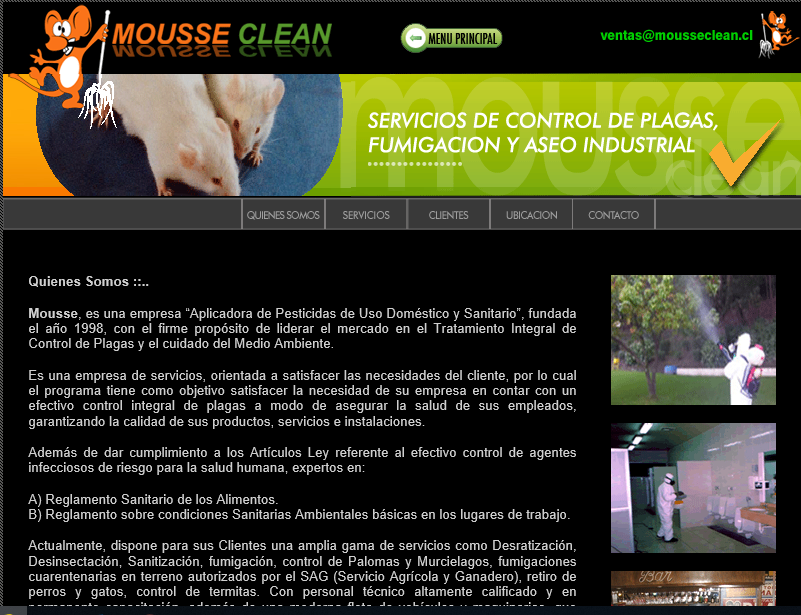 MOUSSE CLEAN
MENU PRINCIPAL
ventas@mousseclean.cl
mousse
clean
SERVICIOS DE CONTROL DE PLAGAS,
FUMIGACION Y ASEO INDUSTRIAL
QUIENES SOMOS SERVICIOS CLIENTES UBICACION CONTACTO
Quienes Somos ::..
Mousse, es una empresa “Aplicadora de Pesticidas de Uso Doméstico y Sanitario”, fundada
el año 1998, con el firme propósito de liderar el mercado en el Tratamiento Integral de
Control de Plagas y el cuidado del Medio Ambiente.
Es una empresa de servicios, orientada a satisfacer las necesidades del cliente, por lo cual
el programa tiene como objetivo satisfacer la necesidad de su empresa en contar con un
efectivo control integral de plagas a modo de asegurar la salud de sus empleados,
garantizando la calidad de sus productos, servicios e instalaciones.
Además de dar cumplimiento a los Artículos Ley referente al efectivo control de agentes
infecciosos de riesgo para la salud humana, expertos en:
A) Reglamento Sanitario de los Alimentos.
B) Reglamento sobre condiciones Sanitarias Ambientales básicas en los lugares de trabajo.
Actualmente, dispone para sus Clientes una amplia gama de servicios como Desratización,
Desinsectación, Sanitización, fumigación, control de Palomas y Murcielagos, fumigaciones
cuarentenarias en terreno autorizados por el SAG (Servicio Agrícola y Ganadero), retiro de
perros y gatos, control de termitas. Con personal técnico altamente calificado y en
Bar